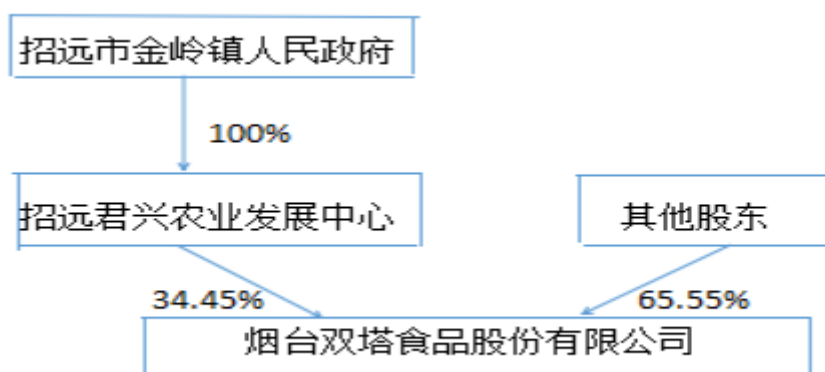 招远市金岭镇人民政府
100%
招远君兴农业发展中心
其他股东
34.45%
65.55%
烟台双塔食品股份有限公司